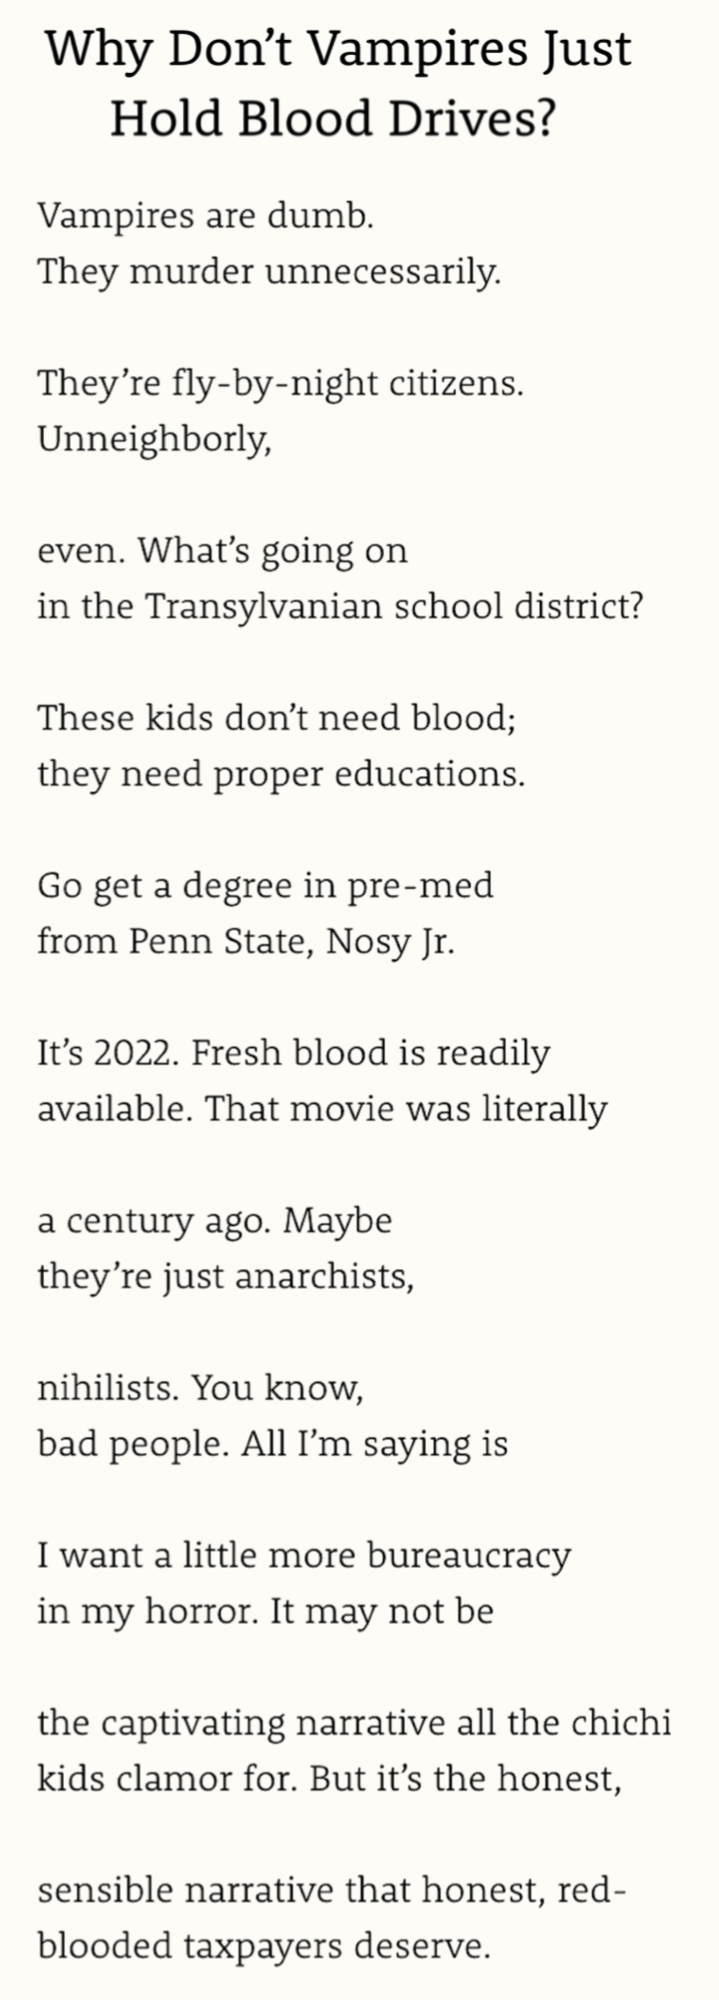 Why Don’t Vampires Just
Hold Blood Drives?
Vampires are dumb.
They murder unnecessarily.
They’re fly-by-night citizens.
Unneighborly,
even. What’s going on
in the Transylvanian school district?
These kids don’t need blood;
they need proper educations.
Go get a degree in pre-med
from Penn State, Nosy Jr.
It’s 2022. Fresh blood is readily
available. That movie was literally
a century ago. Maybe
they’re just anarchists,
nihilists. You know,
bad people. All I’m saying is
I want a little more bureaucracy
in my horror. It may not be
the captivating narrative all the chichi
kids clamor for. But it’s the honest,
sensible narrative that honest, red-
blooded taxpayers deserve.